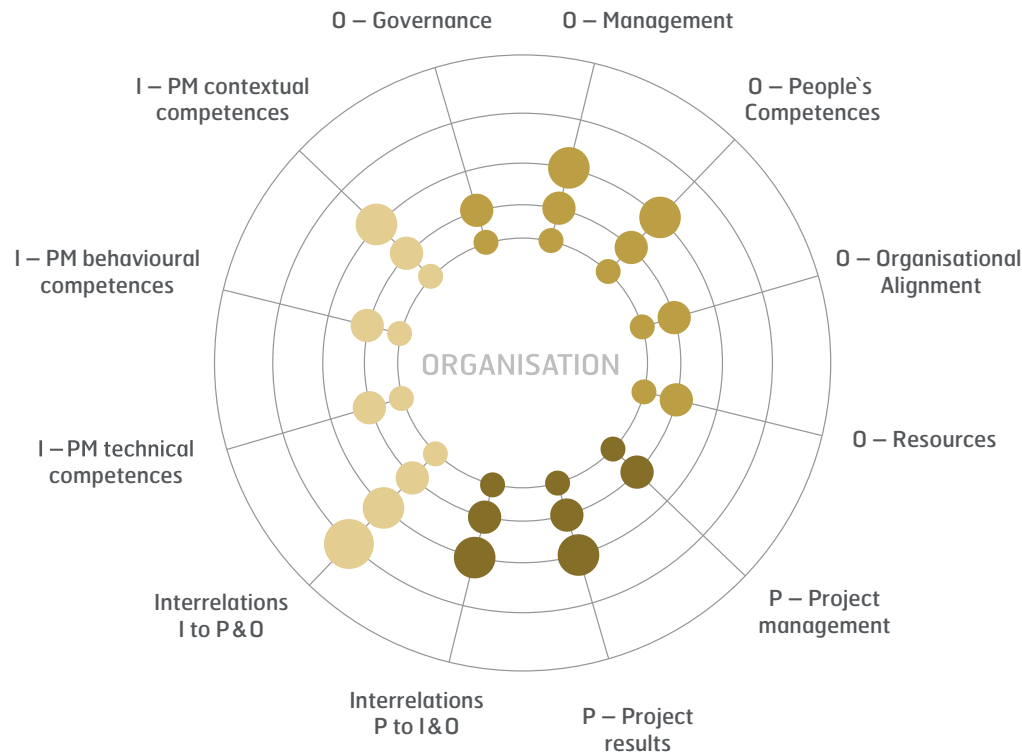 O – Governance
O – Management
I – PM contextual
competences
O – People`s
Competences
I – PM behavioural
competences
O – Organisational
Alignment
ORGANISATION
I – PM technical
competences
O – Resources
Interrelations
I to P & O
P – Project
management
Interrelations
P to I & O
P – Project
results